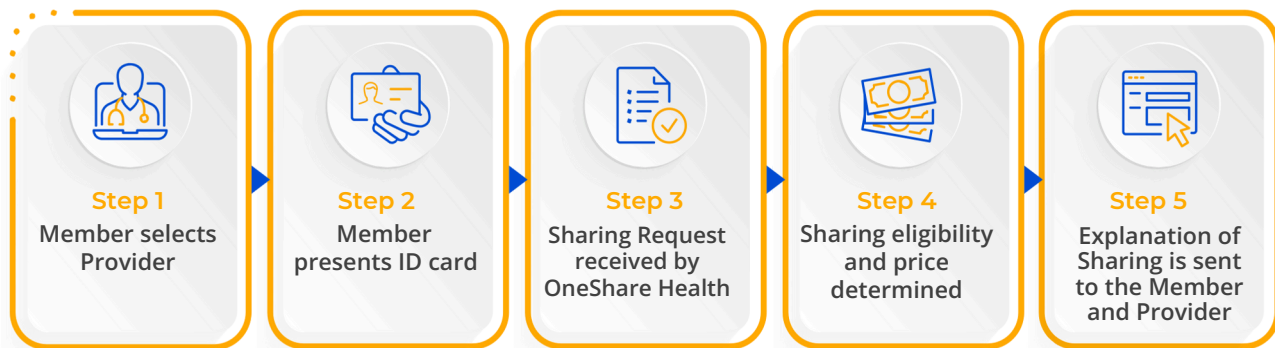 Step 1
Member selects
Provider
Step 2
Member
presents ID card
Step 3
Sharing Request
received by
OneShare Health
Step 4
Sharing eligibility
and price
determined
Step 5
Explanation of
Sharing is sent
to the Member
and Provider